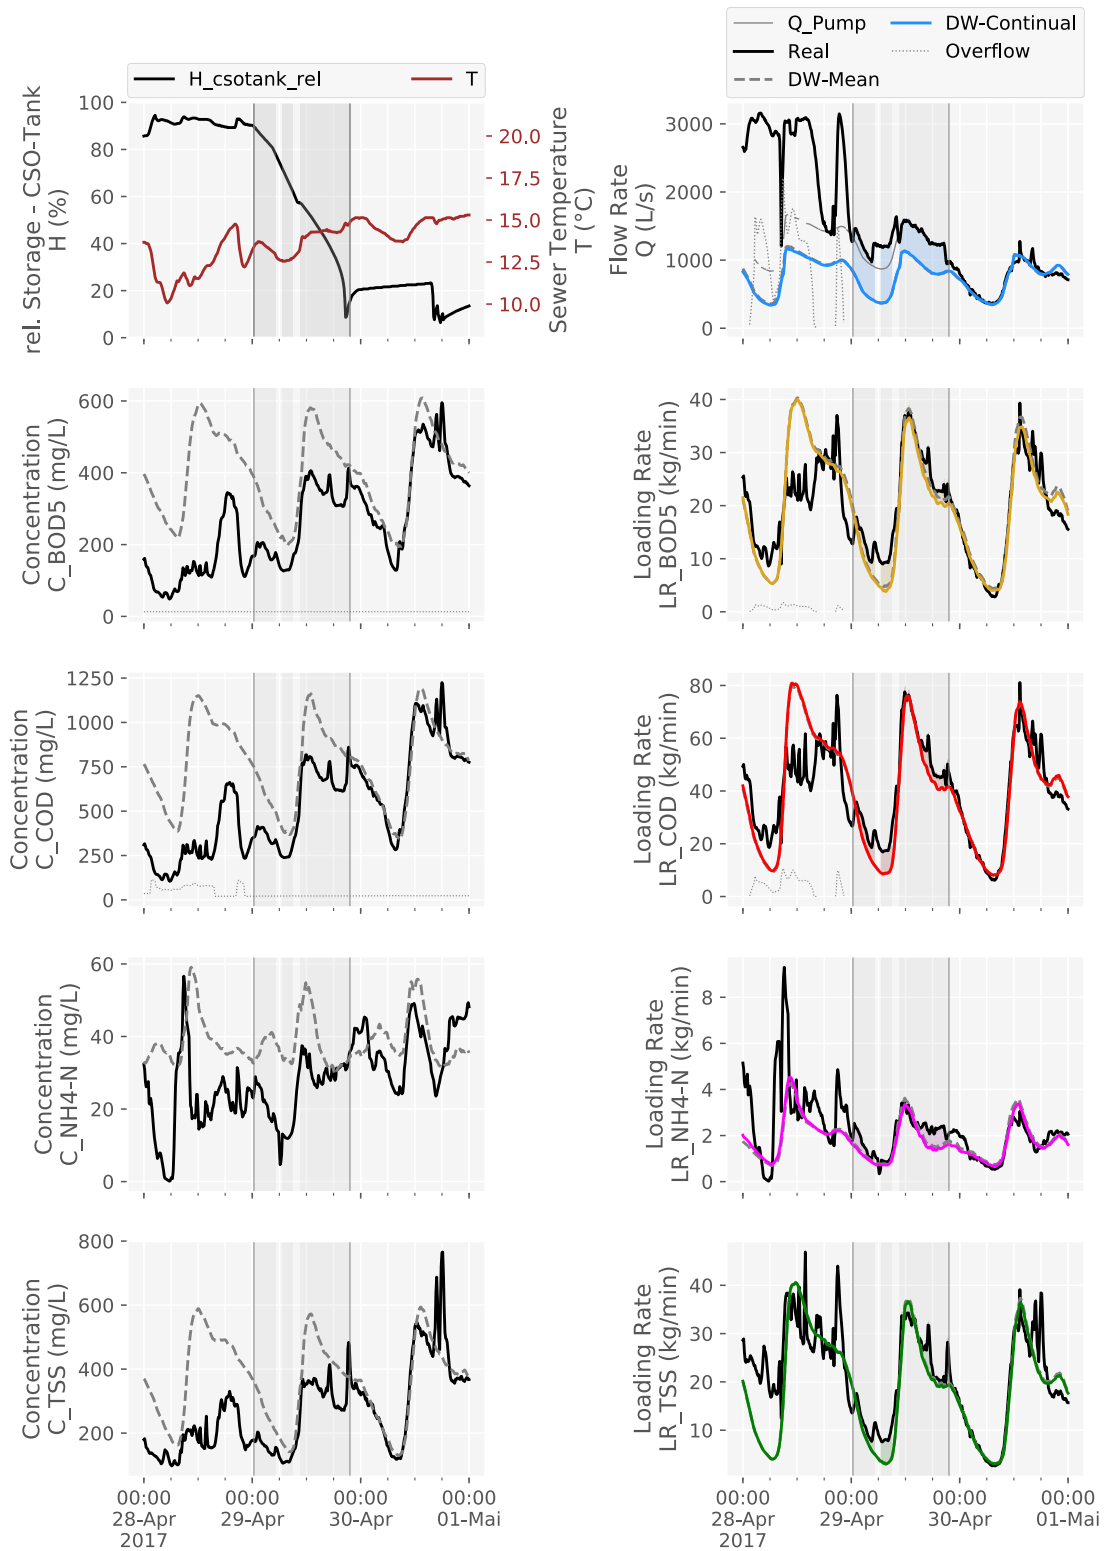 Q_Pump
DW-Continual
Real
Overflow
DW-Mean
H_csotank_rel
T
rel. Storage - CSO-Tank
H (%)
100
80
60
40
20
0
20.0
17.5
15.0
12.5
10.0
Sewer Temperature
T (°C)
Flow Rate
Q (L/s)
3000
2000
1000
0
Concentration
C_BOD5 (mg/L)
600
400
200
0
Loading Rate
LR_BOD5 (kg/min)
40
30
20
10
0
Concentration
C_COD (mg/L)
1250
1000
750
500
250
0
Loading Rate
LR_COD (kg/min)
80
60
40
20
0
Concentration
C_NH4-N (mg/L)
60
40
20
0
Loading Rate
LR_NH4-N (kg/min)
8
6
4
2
0
Concentration
C_TSS (mg/L)
800
600
400
200
Loading Rate
LR_TSS (kg/min)
40
30
20
10
00:00 00:00 00:00 00:00
28-Apr 29-Apr 30-Apr 01-Mai
2017
00:00 00:00 00:00 00:00
28-Apr 29-Apr 30-Apr 01-Mai
2017